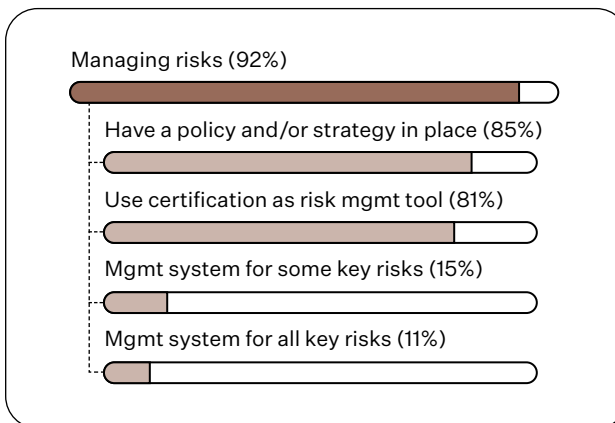 Managing risks (92%)
Have a policy and/or strategy in place (85%)
Use certification as risk mgmt tool (81%)
Mgmt system for some key risks (15%)
Mgmt system for all key risks (11%)